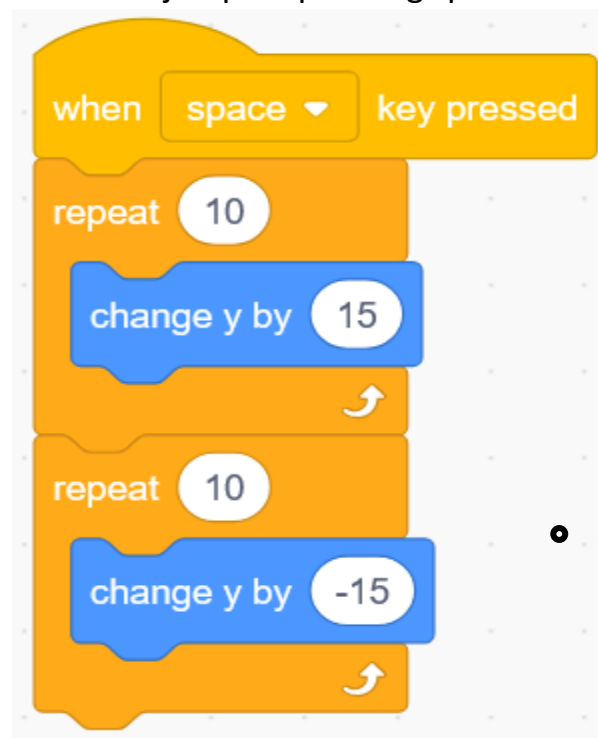 when space key pressed
repeat 10
change y by 15
repeat 10
change y by -15